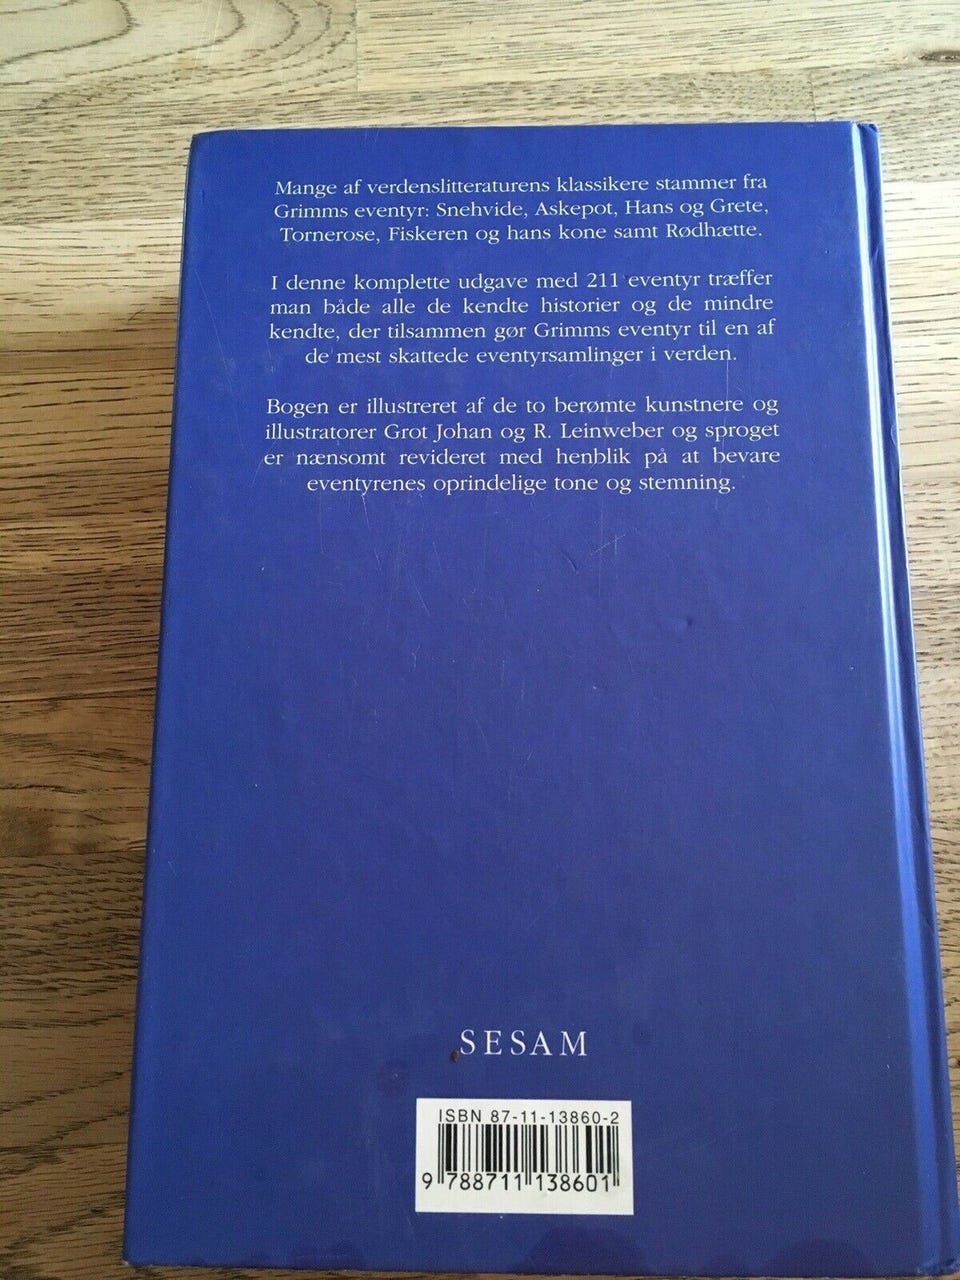 Mange af verdenslitteraturens klassikere stammer fra
Grimms eventyr: Snehvide, Askepot, Hans og Grete,
Tornerose, Fiskeren og hans kone samt Rødhætte.
I denne komplette udgave med 211 eventyr træffer
man både alle de kendte historier og de mindre
kendte, der tilsammen gør Grimms eventyr til en af
de mest skattede eventyrsamlinger i verden.
Bogen er illustreret af de to berømte kunstnere og
illustratorer Grot Johan og R. Leinweber og sproget
er nænsomt revideret med henblik på at bevare
eventyrenes oprindelige tone og stemning.
SESAM
ISBN 87-11-13860-2
9 788711 138601